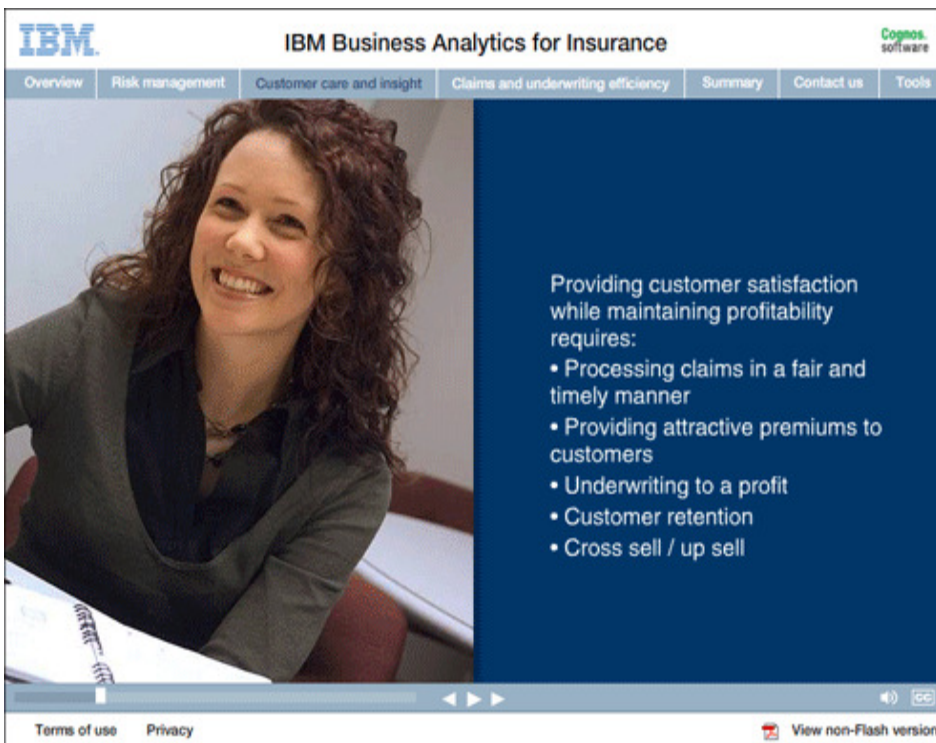 IBM.
IBM Business Analytics for Insurance
Cognos.
software
Overview
Risk management
Customer care and insight
Claims and underwriting efficiency
Summary
Contact us
Tools
Providing customer satisfaction
while maintaining profitability
requires:
• Processing claims in a fair and
timely manner
• Providing attractive premiums to
customers
• Underwriting to a profit
• Customer retention
• Cross sell / up sell
CC
Terms of use
Privacy
View non-Flash version